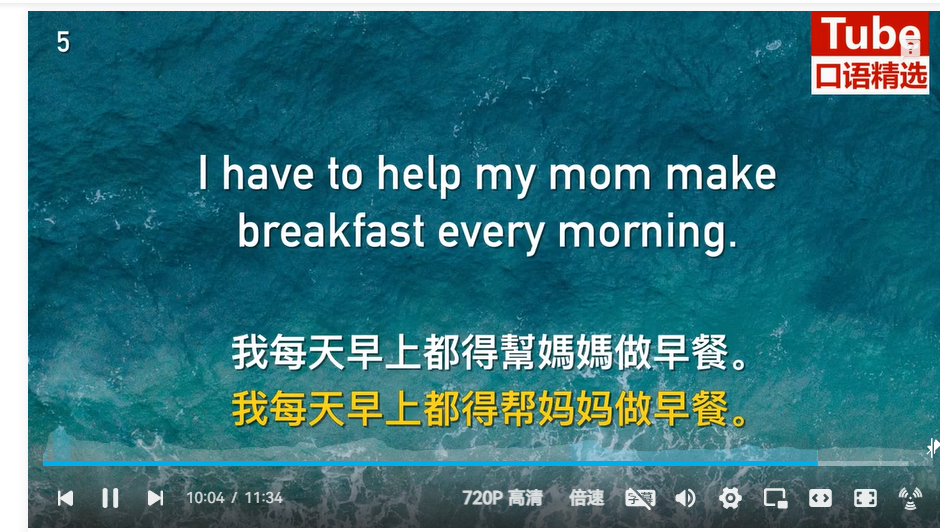 5
Tube
口语精选
I have to help my mom make
breakfast every morning.
我每天早上都得幫媽媽做早餐。
我每天早上都得帮妈妈做早餐。
10:04 / 11:34
720P 高清
倍速
字幕